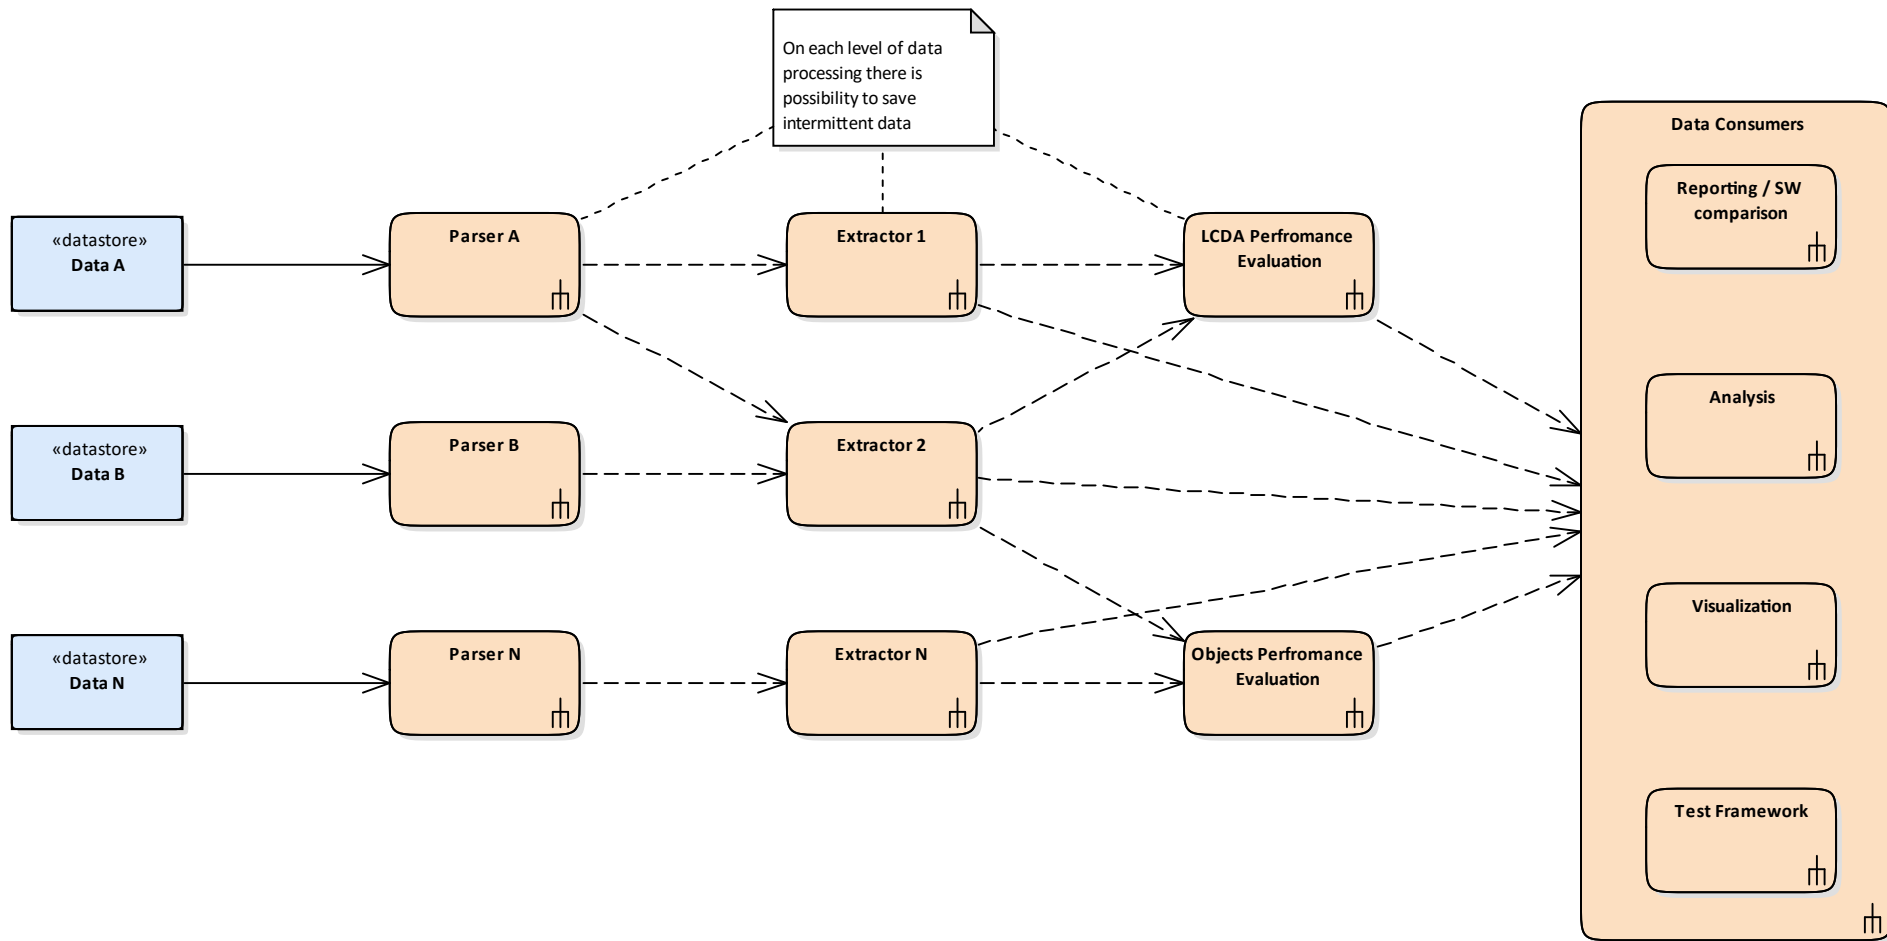 On each level of data
processing there is
possibility to save
intermittent data
Data Consumers
Reporting / SW
comparison
«datastore»
Data A
Parser A
Extractor 1
LCDA Perfromance
Evaluation
Analysis
«datastore»
Data B
Parser B
Extractor 2
Visualization
«datastore»
Data N
Parser N
Extractor N
Objects Perfromance
Evaluation
Test Framework